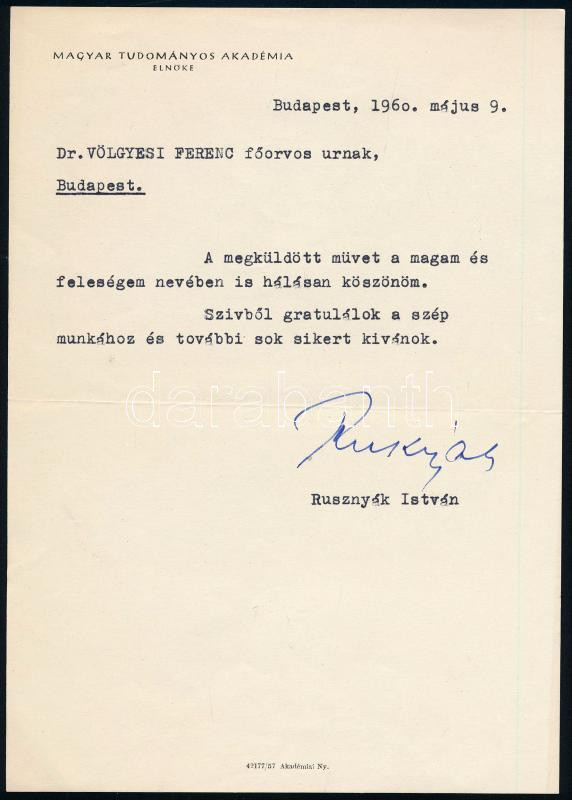 MAGYAR TUDOMÁNYOS AKADÉMIA
ELNÖKE
Budapest, 1960. május 9.
Dr. VÖLGYESI FERENC főorvos urnak,
Budapest.
A megküldött müvet a magam és
feleségem nevében is hálásan köszönöm.
Szivből gratulálok a szép
munkához és további sok sikert kivánok.
darabanth
Rusznyák
Rusznyák István
42177/57 Akadémiai Ny.